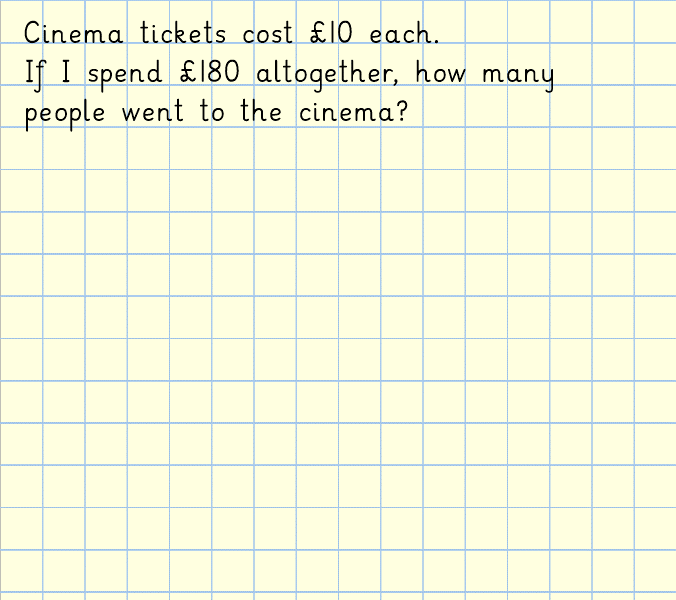 Cinema tickets cost £10 each.
If I spend £180 altogether, how many
people went to the cinema?